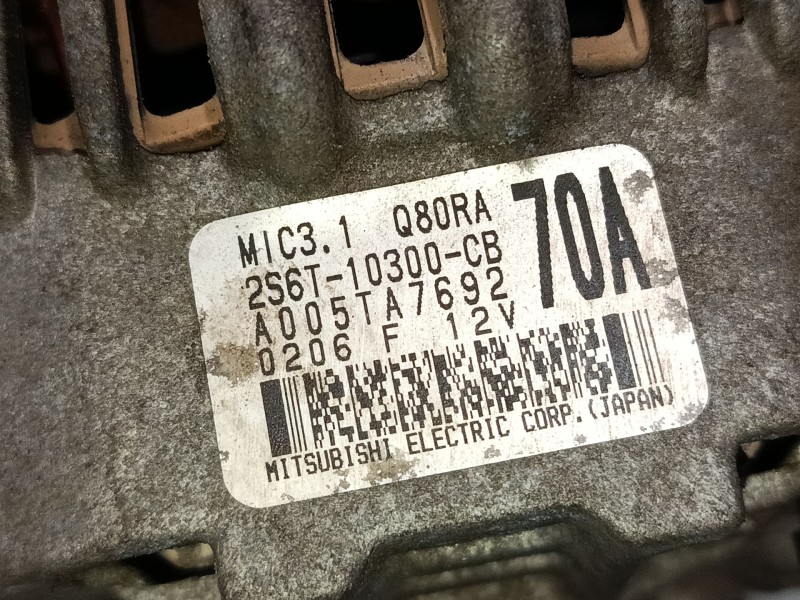 MIC3.1 Q80RA 70A
2S6T-10300-CB
A005TA7692
0206 F 12V
MITSUBISHI ELECTRIC CORP.(JAPAN)